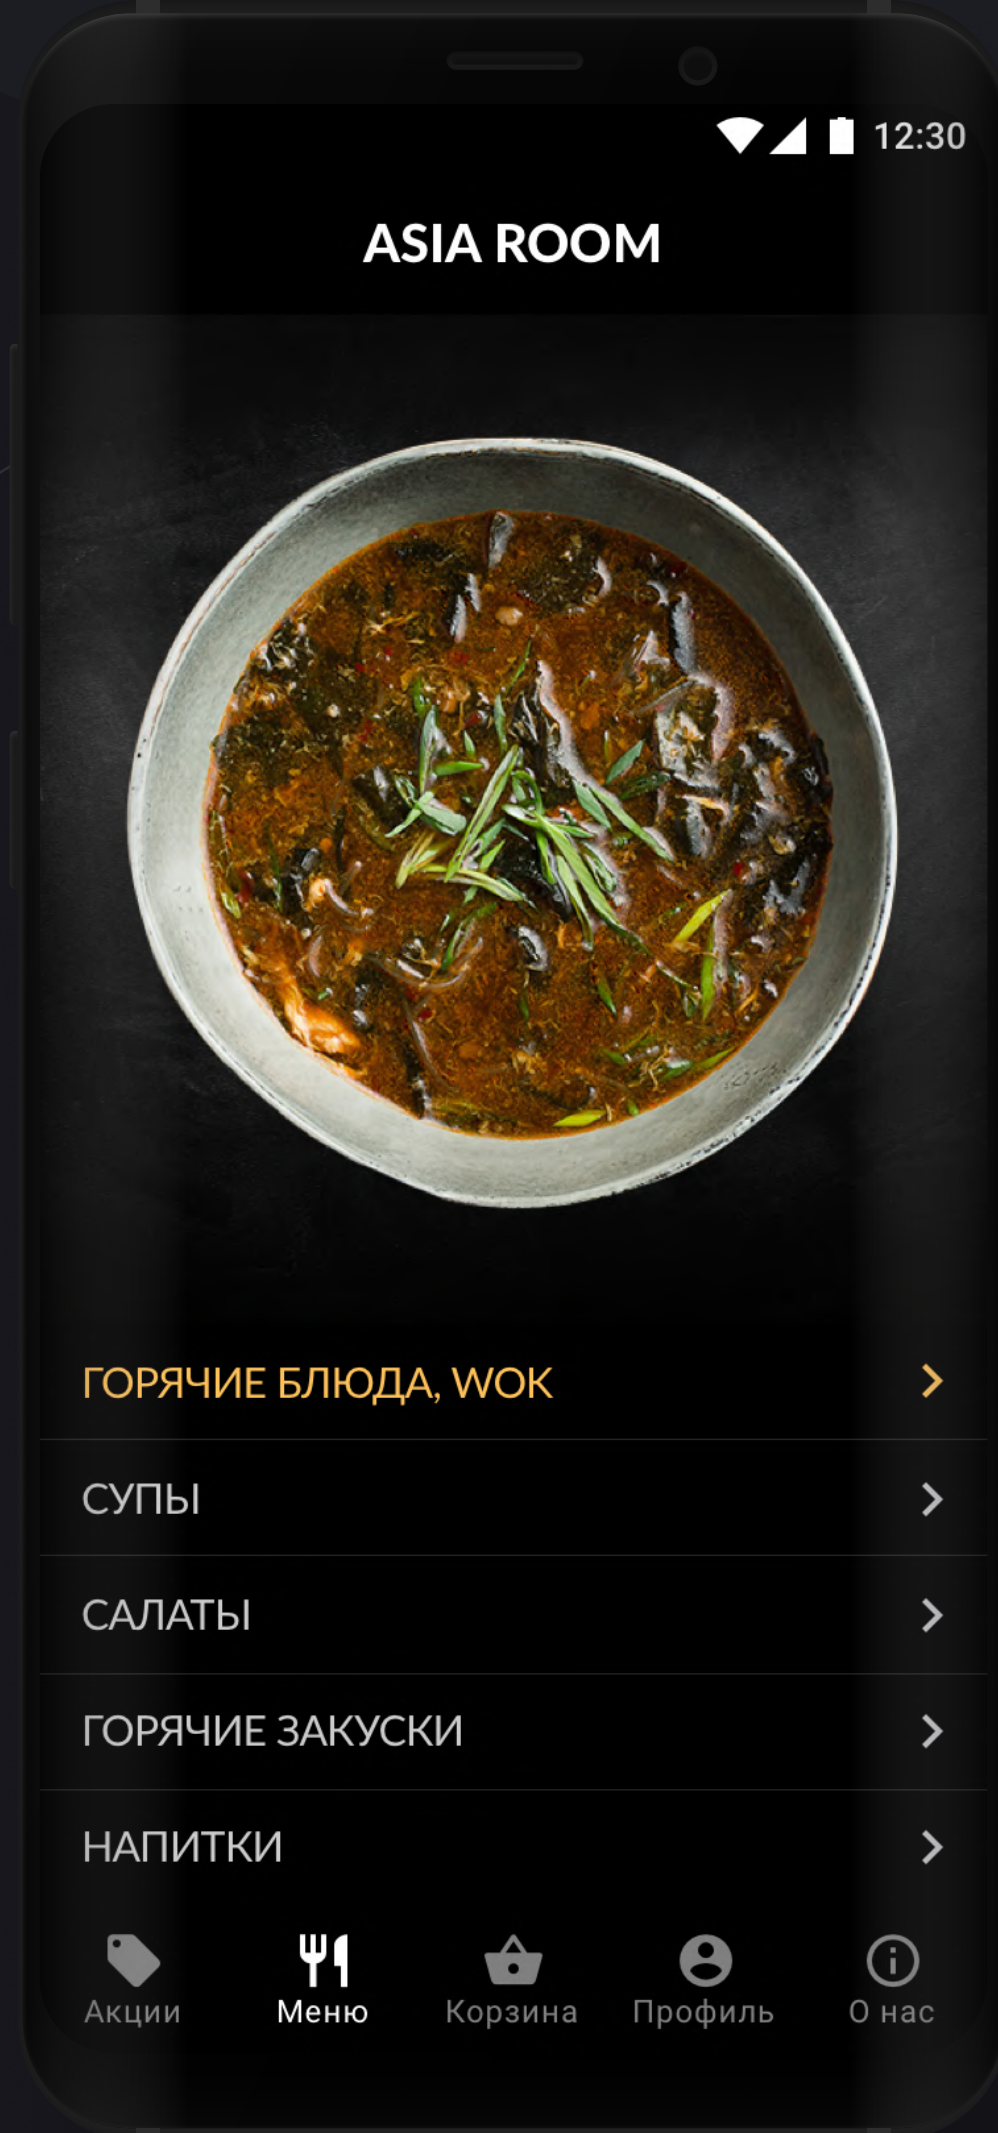 12:30
ASIA ROOM
ГОРЯЧИЕ БЛЮДА, WOK
СУПЫ
САЛАТЫ
ГОРЯЧИЕ ЗАКУСКИ
НАПИТКИ
Акции Меню Корзина Профиль О нас